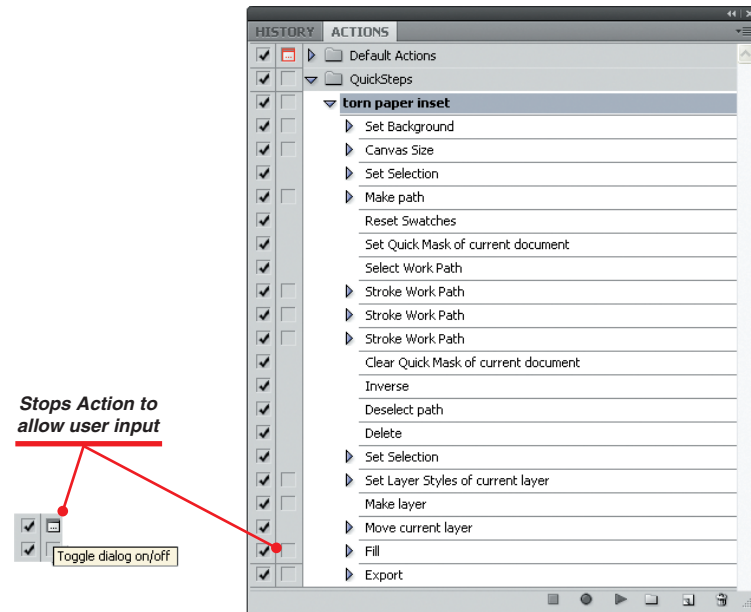 HISTORY ACTIONS
Default Actions
QuickSteps
torn paper inset
Set Background
Canvas Size
Set Selection
Make path
Reset Swatches
Set Quick Mask of current document
Select Work Path
Stroke Work Path
Stroke Work Path
Stroke Work Path
Clear Quick Mask of current document
Inverse
Deselect path
Delete
Set Selection
Set Layer Styles of current layer
Make layer
Move current layer
Fill
Export
Stops Action to
allow user input
Toggle dialog on/off